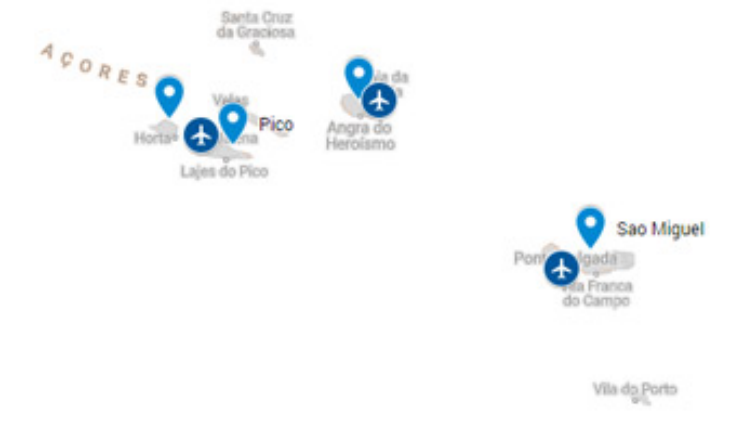 Santa Cruz
da Graciosa
AÇORES
Velas
Pico
Horta
Lajes do Pico
da
Angra do
Heroísmo
Sao Miguel
Vila Franca
do Campo
Vila do Porto